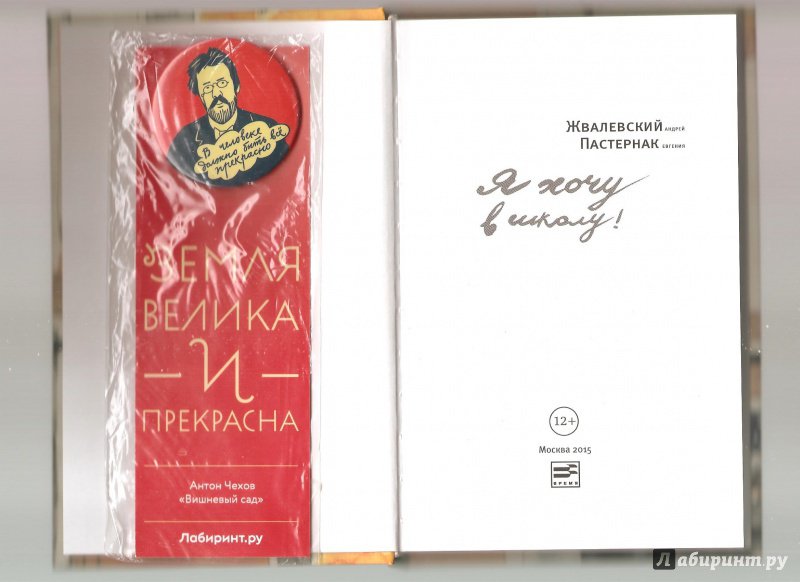 В человеке
должно быть всё
прекрасно
ЗЕМЛЯ
ВЕЛИКА
И
ПРЕКРАСНА
Антон Чехов
«Вишневый сад»
Лабиринт.ру
ЖВАЛЕВСКИЙ АНДРЕЙ
ПАСТЕРНАК ЕВГЕНИЯ
Я хочу
в школу!
12+
Москва 2015
ВРЕМЯ
Лабиринт.ру